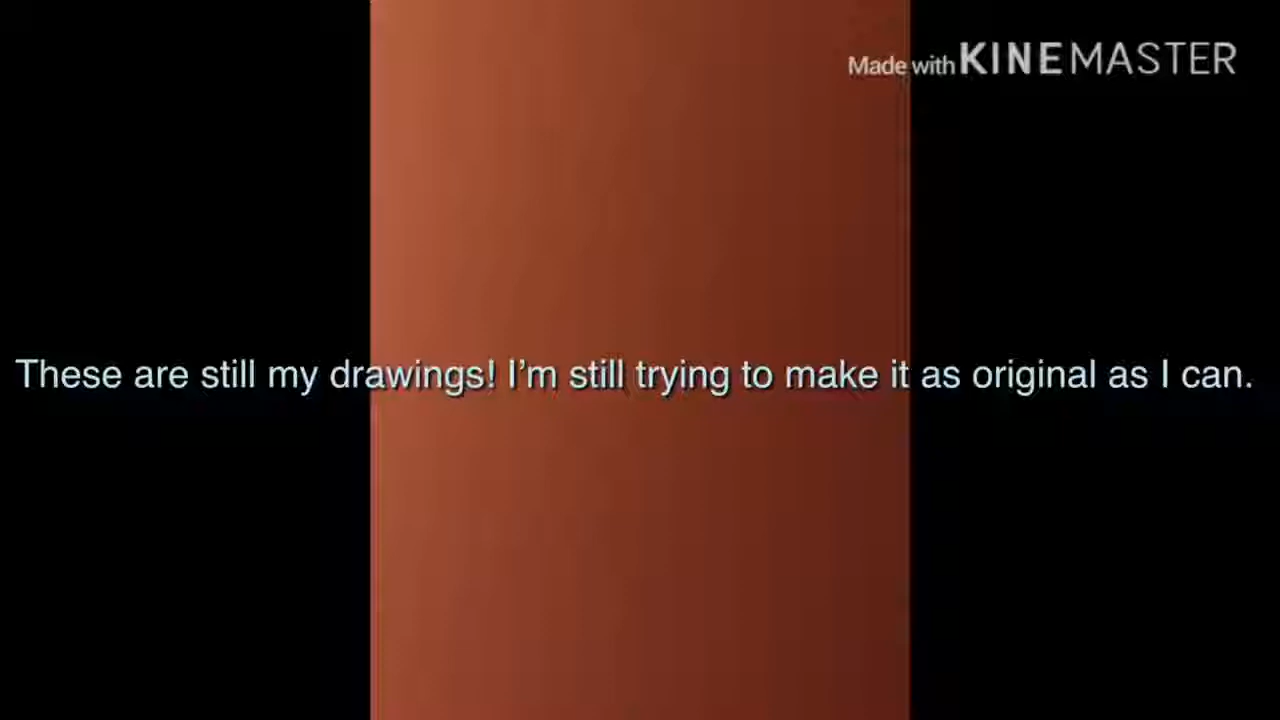 Made with KINEMASTER
These are still my drawings! I'm still trying to make it as original as I can.